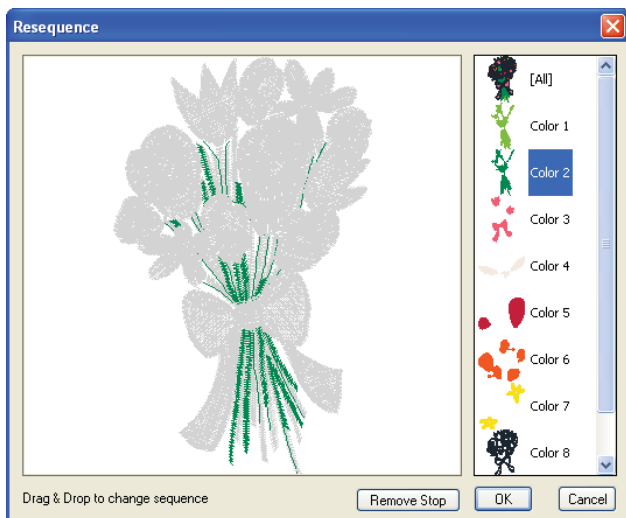 Resequence
[All]
Color 1
Color 2
Color 3
Color 4
Color 5
Color 6
Color 7
Color 8
Drag & Drop to change sequence
Remove Stop
OK
Cancel